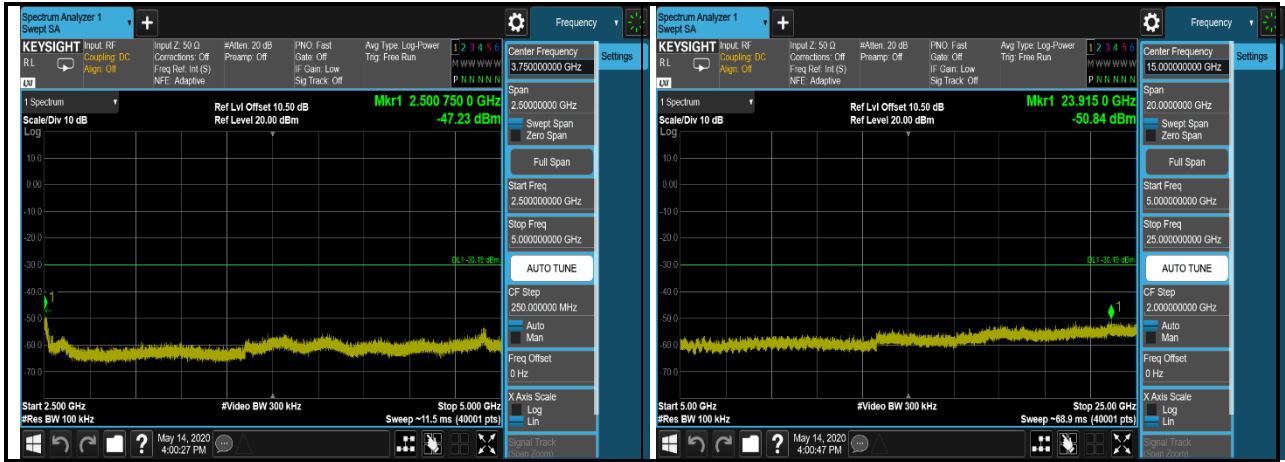 Spectrum Analyzer 1
Swept SA
+
Frequency
KEYSIGHT
RL
LXI
Input: RF
Coupling: DC
Align: Off
Input Z: 50 Ω
Corrections: Off
Freq Ref: Int (S)
NFE: Adaptive
#Atten: 20 dB
Preamp: Off
PNO: Fast
Gate: Off
IF Gain: Low
Sig Track: Off
Avg Type: Log-Power
Trig: Free Run
1 2 3 4 5 6
M W W W W W
P N N N N N
1 Spectrum
Scale/Div 10 dB
Log
Ref Lvl Offset 10.50 dB
Ref Level 20.00 dBm
Mkr1 2.500 750 0 GHz
-47.23 dBm
10.0
0.00
-10.0
-20.0
-30.0
-40.0
-50.0
-60.0
-70.0
DL1 -30.19 dBm
1
Start 2.500 GHz
#Res BW 100 kHz
#Video BW 300 kHz
Stop 5.000 GHz
Sweep ~11.5 ms (40001 pts)
Center Frequency
3.750000000 GHz
Span
2.50000000 GHz
Swept Span
Zero Span
Full Span
Start Freq
2.500000000 GHz
Stop Freq
5.000000000 GHz
AUTO TUNE
CF Step
250.000000 MHz
Auto
Man
Freq Offset
0 Hz
X Axis Scale
Log
Lin
Signal Track
(Span Zoom)
Settings
?
May 14, 2020
4:00:27 PM
Spectrum Analyzer 1
Swept SA
+
Frequency
KEYSIGHT
RL
LXI
Input: RF
Coupling: DC
Align: Off
Input Z: 50 Ω
Corrections: Off
Freq Ref: Int (S)
NFE: Adaptive
#Atten: 20 dB
Preamp: Off
PNO: Fast
Gate: Off
IF Gain: Low
Sig Track: Off
Avg Type: Log-Power
Trig: Free Run
1 2 3 4 5 6
M W W W W W
P N N N N N
1 Spectrum
Scale/Div 10 dB
Log
Ref Lvl Offset 10.50 dB
Ref Level 20.00 dBm
Mkr1 23.915 0 GHz
-50.84 dBm
10.0
0.00
-10.0
-20.0
-30.0
-40.0
-50.0
-60.0
-70.0
DL1 -30.19 dBm
1
Start 5.00 GHz
#Res BW 100 kHz
#Video BW 300 kHz
Stop 25.00 GHz
Sweep ~68.9 ms (40001 pts)
Center Frequency
15.000000000 GHz
Span
20.0000000 GHz
Swept Span
Zero Span
Full Span
Start Freq
5.000000000 GHz
Stop Freq
25.000000000 GHz
AUTO TUNE
CF Step
2.000000000 GHz
Auto
Man
Freq Offset
0 Hz
X Axis Scale
Log
Lin
Signal Track
(Span Zoom)
Settings
?
May 14, 2020
4:00:47 PM